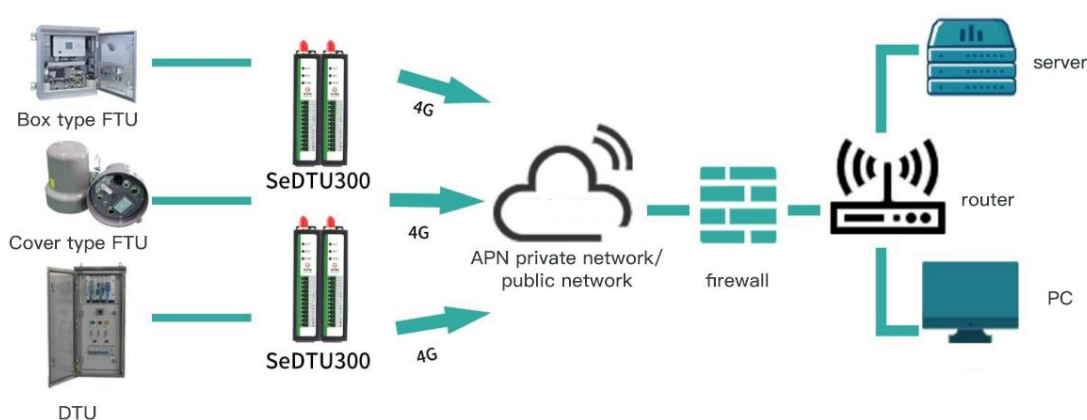 Box type FTU
SeDTU300
4G
Cover type FTU
4G
SeDTU300
4G
DTU
APN private network/
public network
firewall
router
server
PC